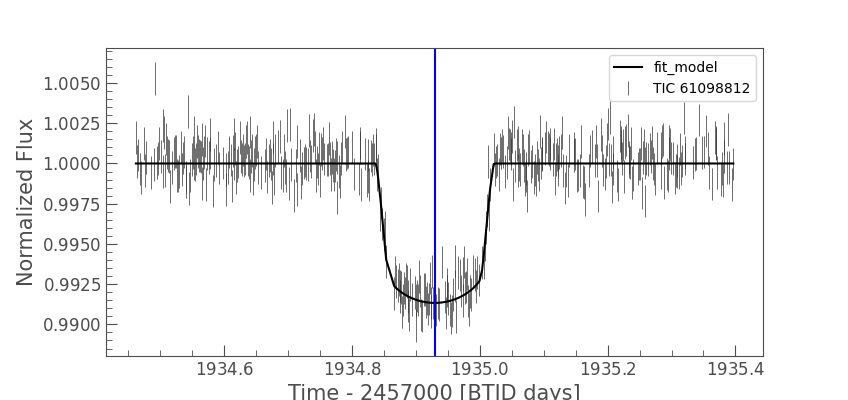 fit_model
TIC 61098812
Normalized Flux
1.0050
1.0025
1.0000
0.9975
0.9950
0.9925
0.9900
1934.6 1934.8 1935.0 1935.2 1935.4
Time - 2457000 [BTJD days]